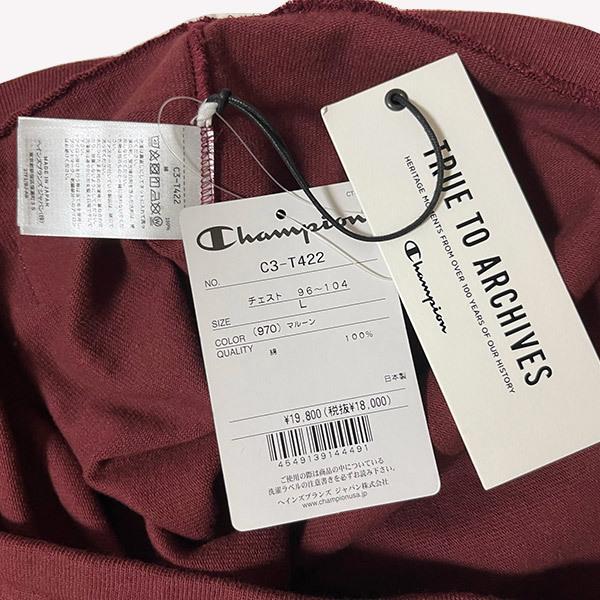 CT
Champion
NO.
C3-T422
チェスト 96～104
SIZE
L
COLOR (970) マルーン
QUALITY
綿 100%
日本製
¥19,800(税抜¥18,000)
4549139144491
ご使用の際は商品の中についている
洗濯ラベルの注意書きを必ずお読み下さい。
ヘインズブランズ ジャパン株式会社
www.championusa.jp
TRUE TO ARCHIVES
HERITAGE MOMENTS FROM OVER 100 YEARS OF OUR HISTORY
Champion
C3-T422
100%
MADE IN JAPAN